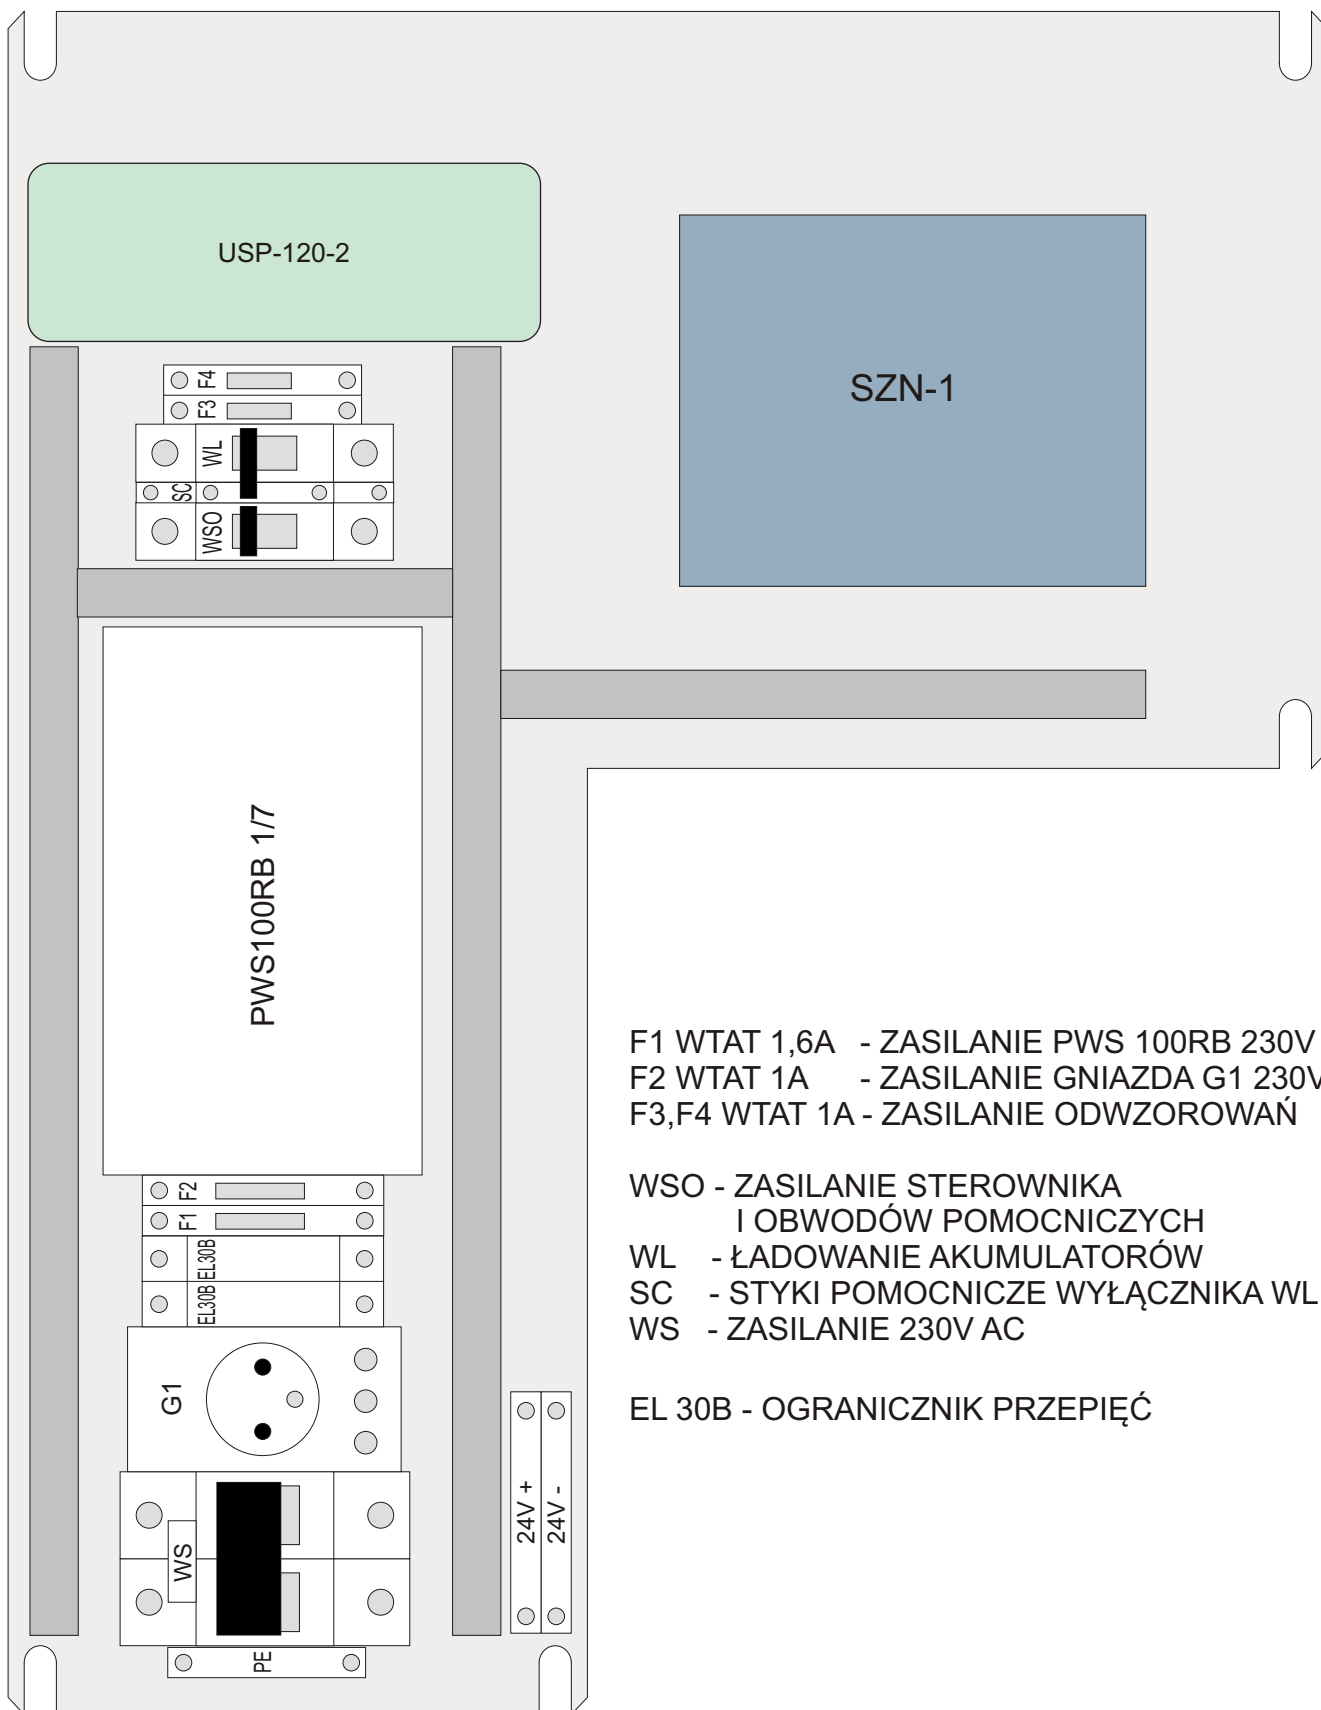 USP-120-2
SZN-1
F4
F3
WL
SC
WSO
PWS100RB 1/7
F2
F1
EL30B
EL30B
G1
WS
PE
24V +
24V -
F1 WTAT 1,6A - ZASILANIE PWS 100RB 230V
F2 WTAT 1A - ZASILANIE GNIAZDA G1 230V
F3,F4 WTAT 1A - ZASILANIE ODWZOROWAŃ
WSO - ZASILANIE STEROWNIKA
I OBWODÓW POMOCNICZYCH
WL - ŁADOWANIE AKUMULATORÓW
SC - STYKI POMOCNICZE WYŁĄCZNIKA WL
WS - ZASILANIE 230V AC
EL 30B - OGRANICZNIK PRZEPIĘĆ